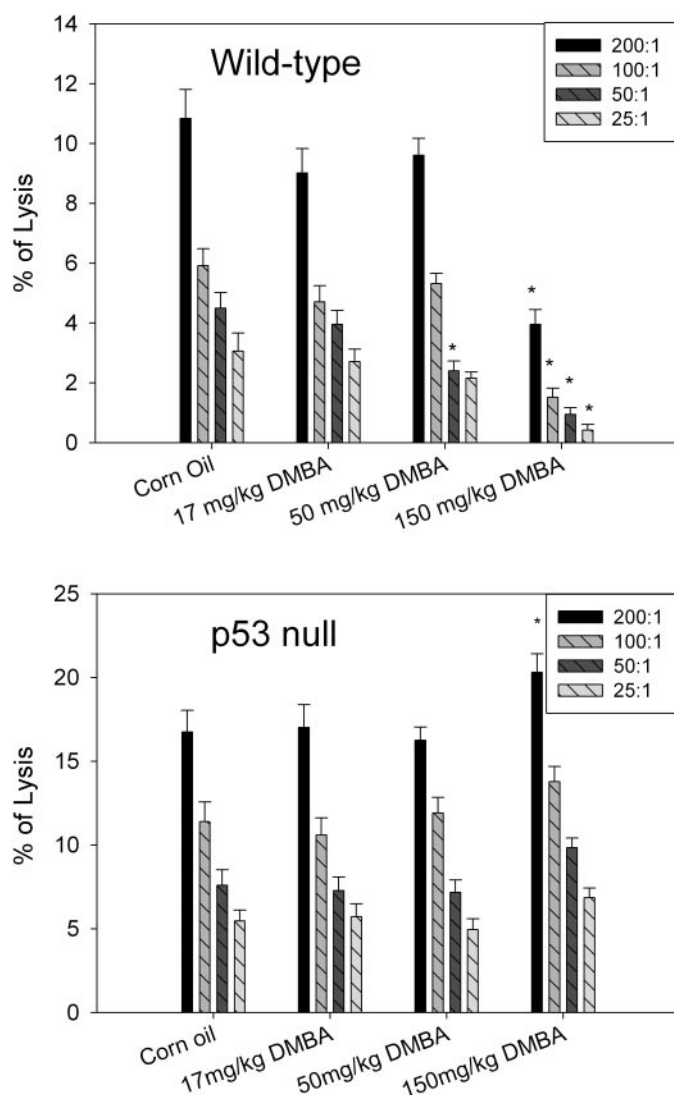 Wild-type
200:1
100:1
50:1
25:1
% of Lysis
14
12
10
8
6
4
2
0
*
*
*
*
*
Corn Oil
17 mg/kg DMBA
50 mg/kg DMBA
150 mg/kg DMBA
p53 null
200:1
100:1
50:1
25:1
% of Lysis
25
20
15
10
5
0
*
Corn oil
17mg/kg DMBA
50mg/kg DMBA
150mg/kg DMBA